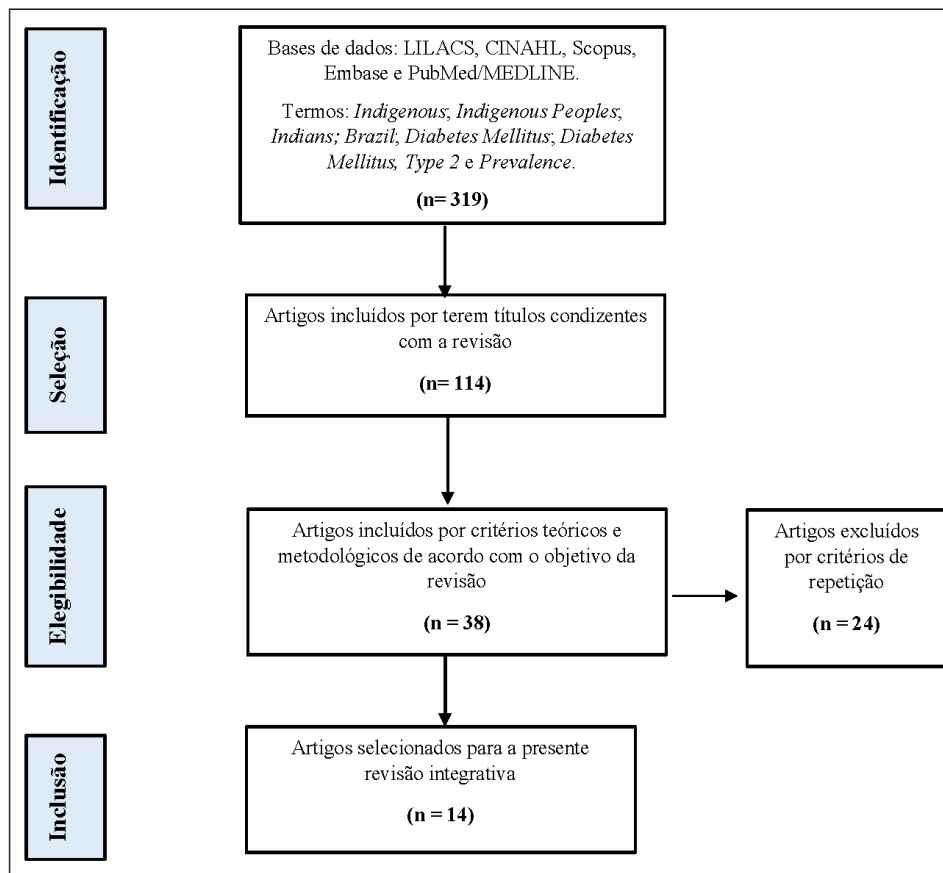 Identificação
Bases de dados: LILACS, CINAHL, Scopus,
Embase e PubMed/MEDLINE.
Termos: Indigenous; Indigenous Peoples;
Indians; Brazil; Diabetes Mellitus; Diabetes
Mellitus, Type 2 e Prevalence.
(n= 319)
Seleção
Artigos incluídos por terem títulos condizentes
com a revisão
(n= 114)
Elegibilidade
Artigos incluídos por critérios teóricos e
metodológicos de acordo com o objetivo da
revisão
(n = 38)
Artigos excluídos
por critérios de
repetição
(n = 24)
Inclusão
Artigos selecionados para a presente
revisão integrativa
(n = 14)